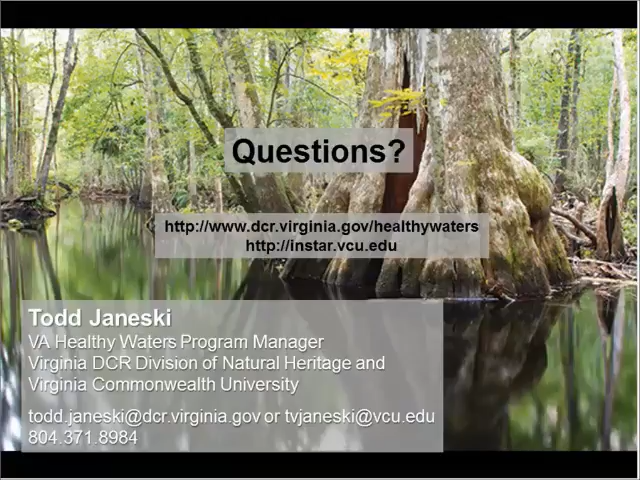 Questions?
http://www.dcr.virginia.gov/healthywaters
http://instar.vcu.edu
Todd Janeski
VA Healthy Waters Program Manager
Virginia DCR Division of Natural Heritage and
Virginia Commonwealth University
todd.janeski@dcr.virginia.gov or tvjaneski@vcu.edu
804.371.8984